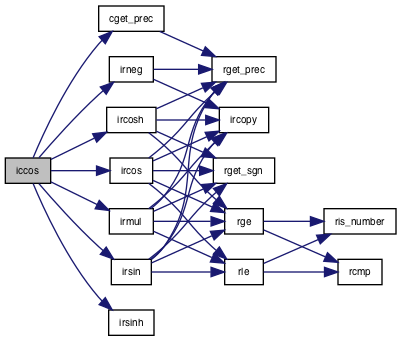 cget_prec
irneg
rget_prec
ircosh
ircopy
iccos
ircos
rget_sgn
irmul
rge
ris_number
irsin
rle
rcmp
irsinh